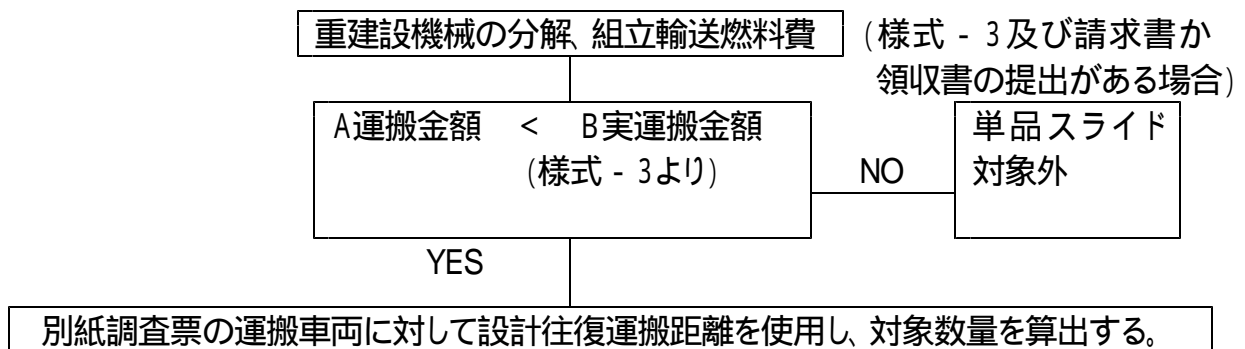 重建設機械の分解、組立輸送燃料費 (様式 - 3及び請求書か
領収書の提出がある場合)
A運搬金額 < B実運搬金額
(様式 - 3より)
NO
単品スライド
対象外
YES
別紙調査票の運搬車両に対して設計往復運搬距離を使用し、対象数量を算出する。